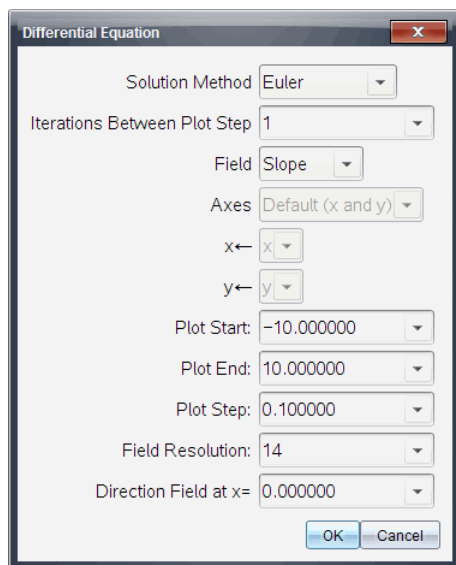 Differential Equation
Solution Method Euler
Iterations Between Plot Step 1
Field Slope
Axes Default (x and y)
x← x
y← y
Plot Start: −10.000000
Plot End: 10.000000
Plot Step: 0.100000
Field Resolution: 14
Direction Field at x= 0.000000
OK Cancel